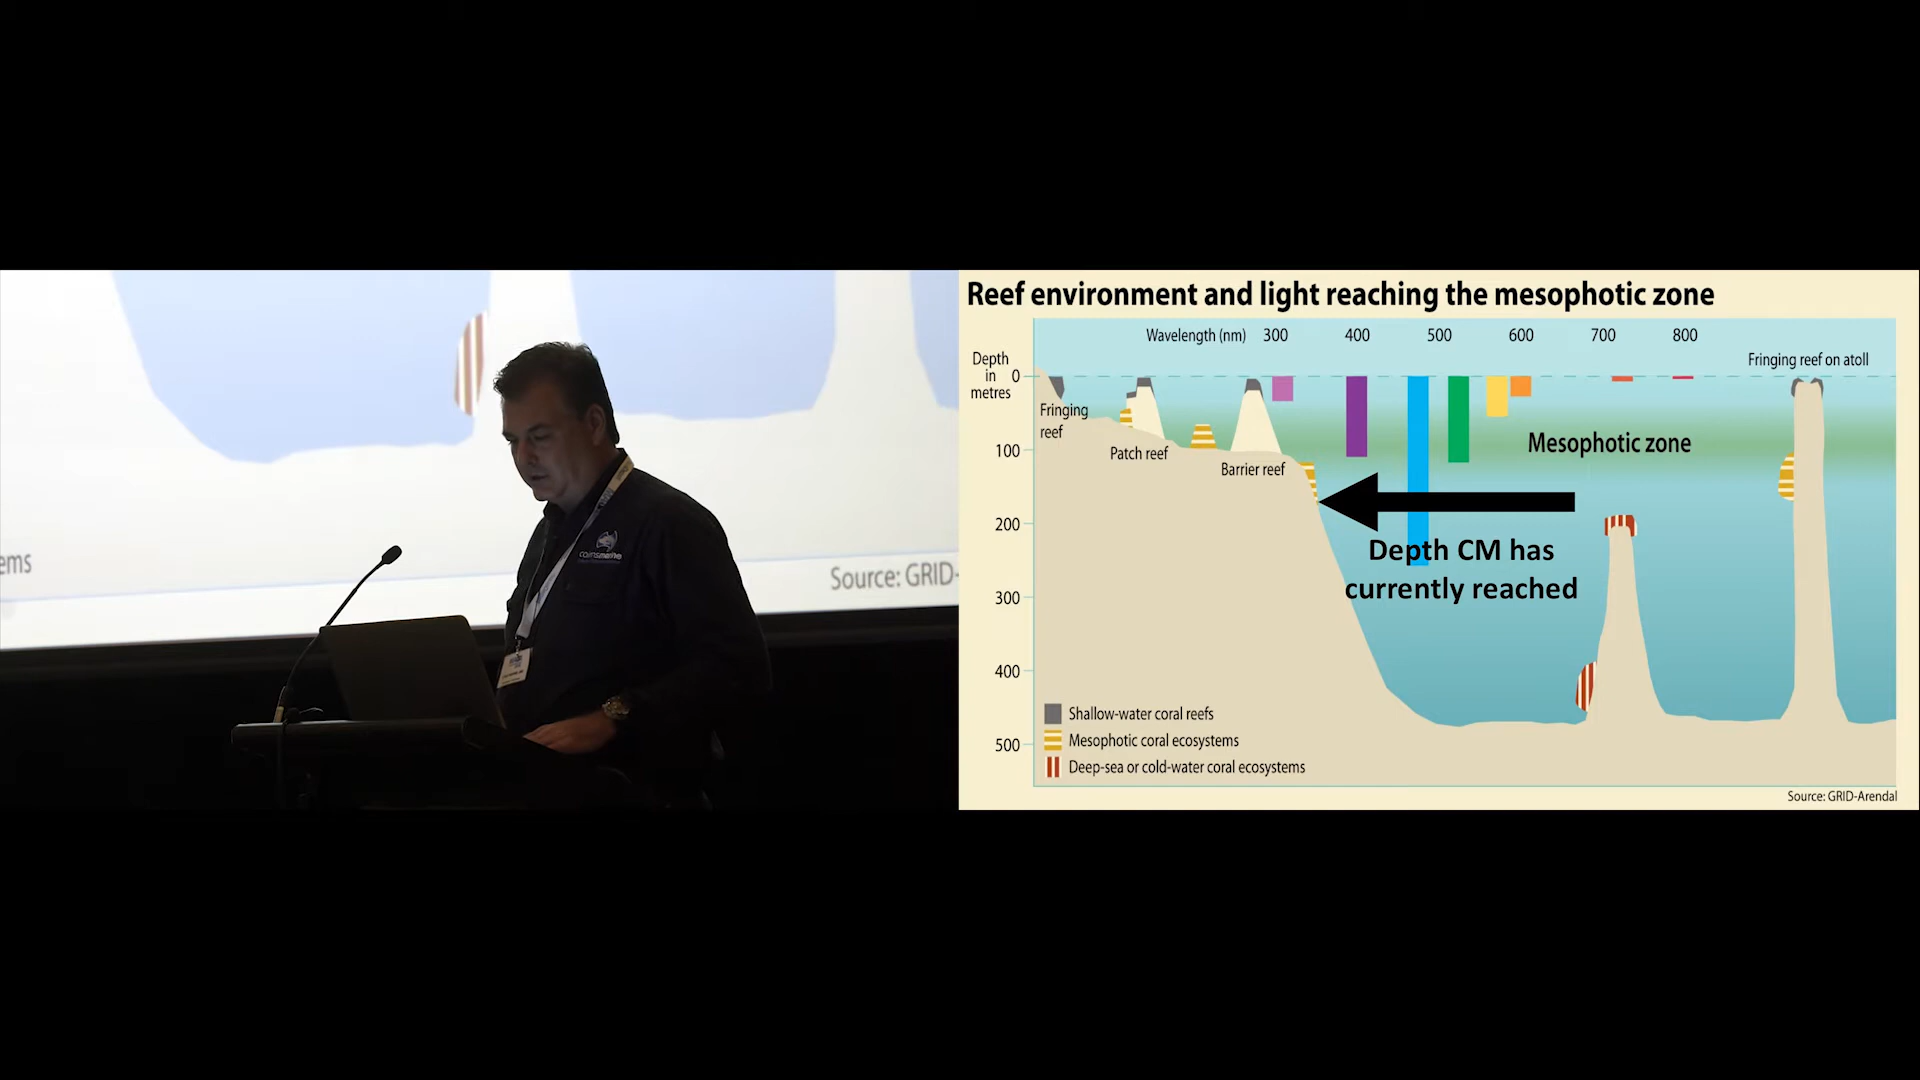 ems
Source: GRID-
cairnsmarine
Reef environment and light reaching the mesophotic zone
Wavelength (nm) 300 400 500 600 700 800
Depth
in
metres
Fringing reef on atoll
0
100
200
300
400
500
Fringing
reef
Patch reef
Barrier reef
Mesophotic zone
Depth CM has
currently reached
Shallow-water coral reefs
Mesophotic coral ecosystems
Deep-sea or cold-water coral ecosystems
Source: GRID-Arendal